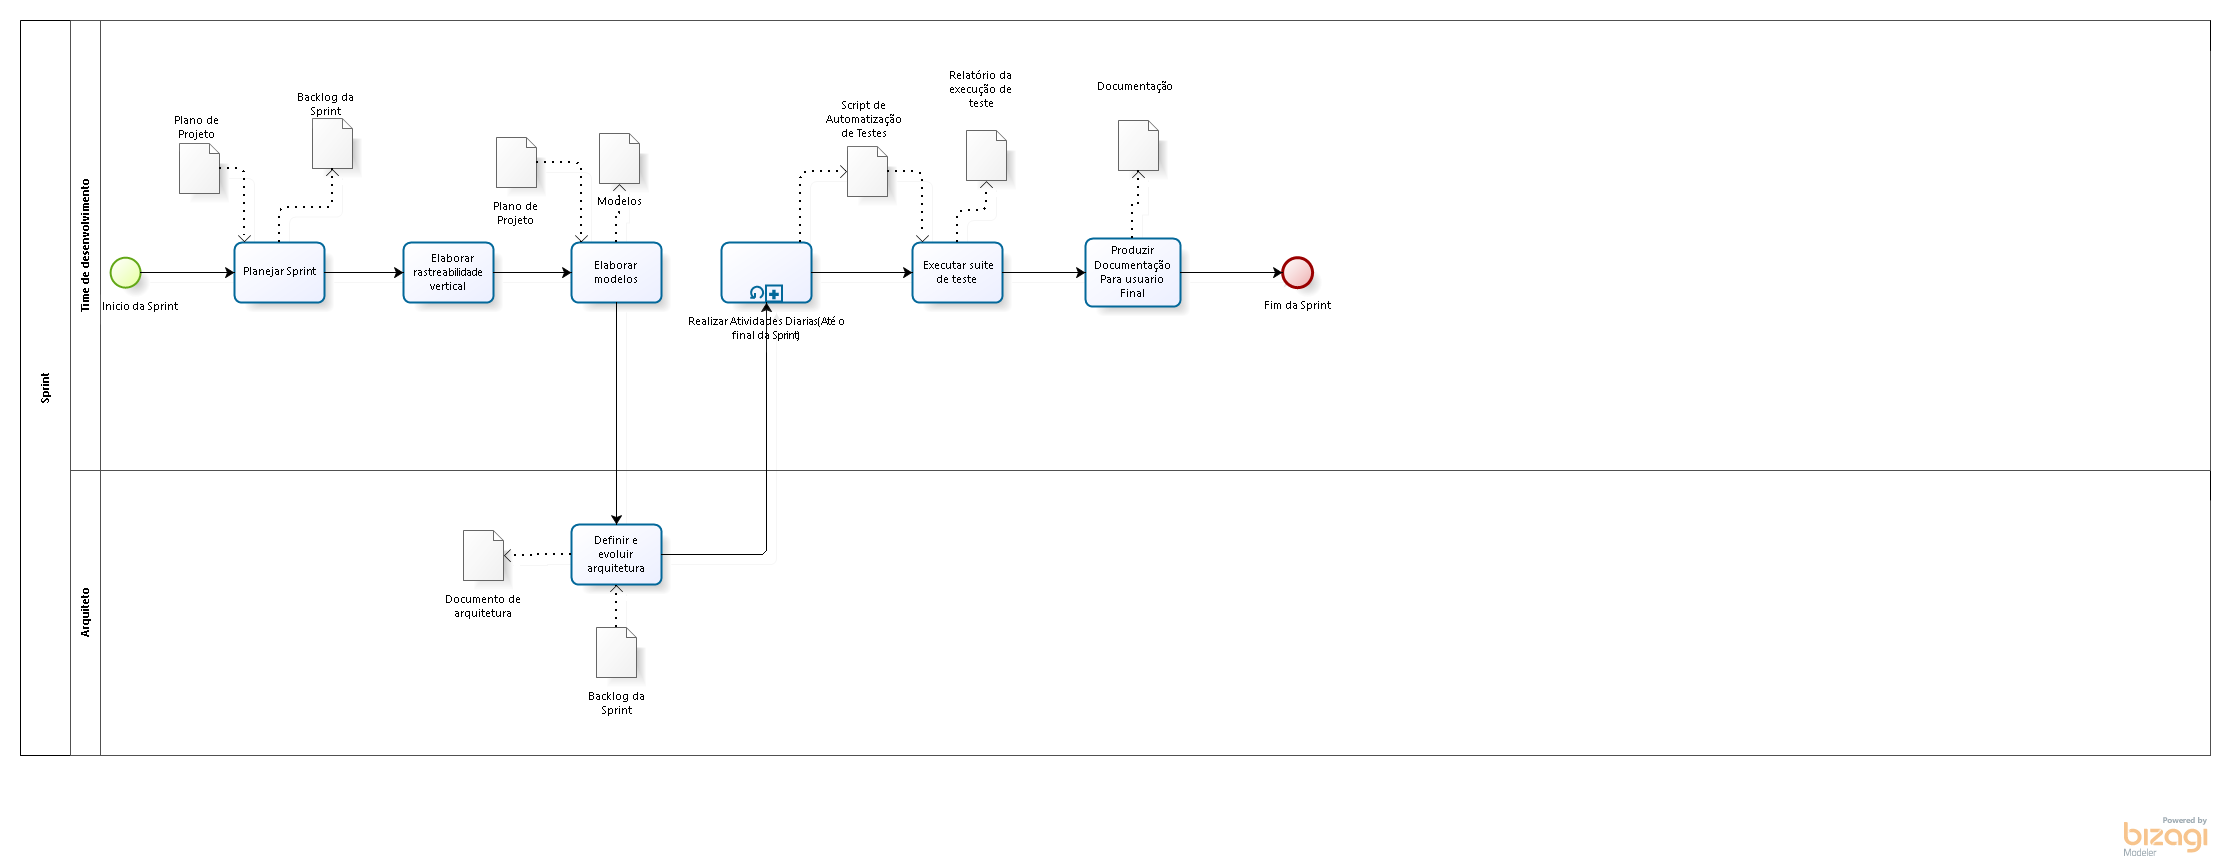 Sprint
Time de desenvolvimento
Arquiteto
Inicio da Sprint
Plano de
Projeto
Backlog da
Sprint
Planejar Sprint
Elaborar
rastreabilidade
vertical
Plano de
Projeto
Modelos
Elaborar
modelos
Realizar Atividades Diarias(Até o
final da Sprint)
Script de
Automatização
de Testes
Relatório da
execução de
teste
Executar suite
de teste
Documentação
Produzir
Documentação
Para usuario
Final
Fim da Sprint
Definir e
evoluir
arquitetura
Documento de
arquitetura
Backlog da
Sprint
Powered by
bizagi
Modeler